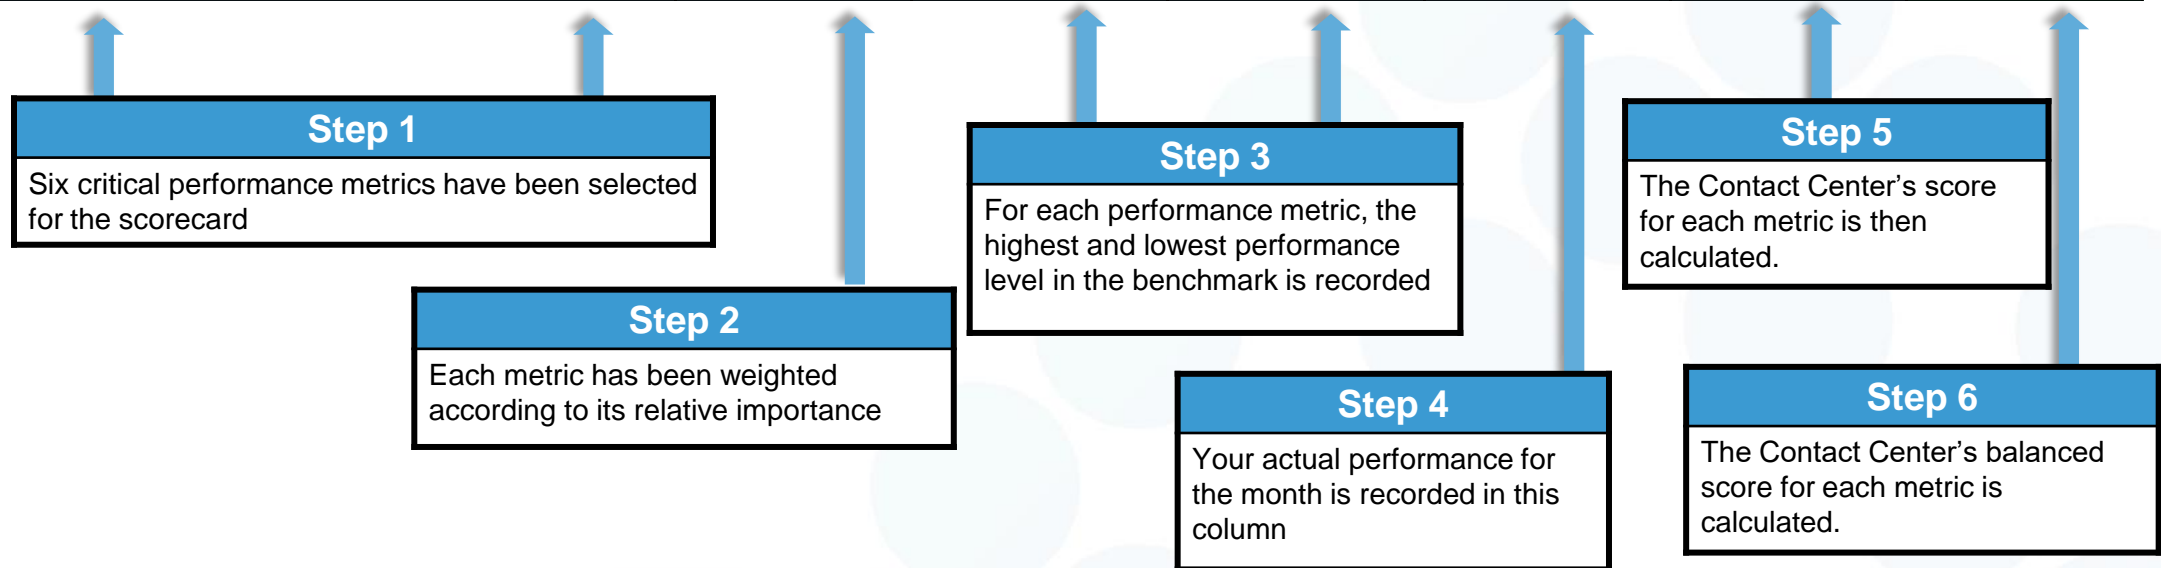 Step 1
Six critical performance metrics have been selected
for the scorecard
Step 2
Each metric has been weighted
according to its relative importance
Step 3
For each performance metric, the
highest and lowest performance
level in the benchmark is recorded
Step 4
Your actual performance for
the month is recorded in this
column
Step 5
The Contact Center’s score
for each metric is then
calculated.
Step 6
The Contact Center’s balanced
score for each metric is
calculated.